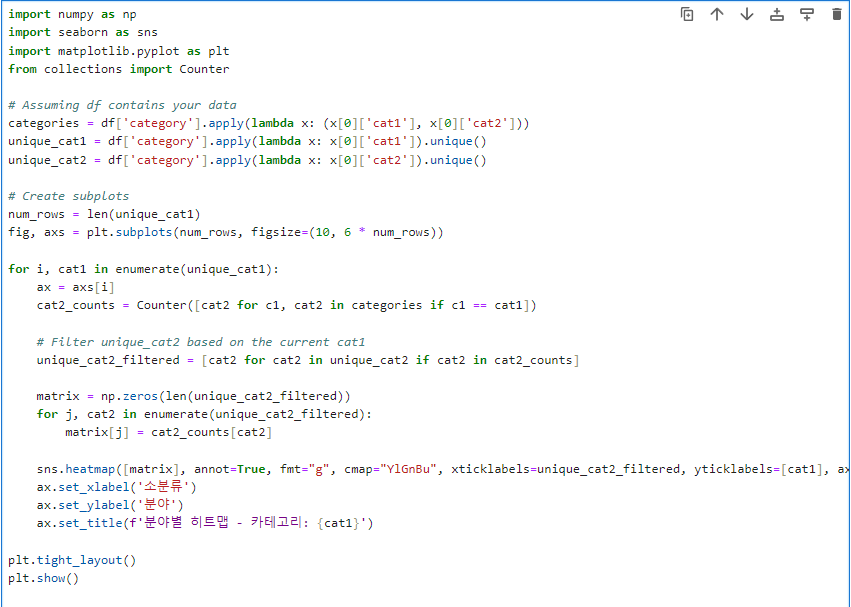 import numpy as np
import seaborn as sns
import matplotlib.pyplot as plt
from collections import Counter
# Assuming df contains your data
categories = df['category'].apply(lambda x: (x[0]['cat1'], x[0]['cat2']))
unique_cat1 = df['category'].apply(lambda x: x[0]['cat1']).unique()
unique_cat2 = df['category'].apply(lambda x: x[0]['cat2']).unique()
# Create subplots
num_rows = len(unique_cat1)
fig, axs = plt.subplots(num_rows, figsize=(10, 6 * num_rows))
for i, cat1 in enumerate(unique_cat1):
    ax = axs[i]
    cat2_counts = Counter([cat2 for c1, cat2 in categories if c1 == cat1])
    # Filter unique_cat2 based on the current cat1
    unique_cat2_filtered = [cat2 for cat2 in unique_cat2 if cat2 in cat2_counts]
    matrix = np.zeros(len(unique_cat2_filtered))
    for j, cat2 in enumerate(unique_cat2_filtered):
        matrix[j] = cat2_counts[cat2]
    sns.heatmap([matrix], annot=True, fmt="g", cmap="YlGnBu", xticklabels=unique_cat2_filtered, yticklabels=[cat1], ax
    ax.set_xlabel('소분류')
    ax.set_ylabel('분야')
    ax.set_title(f'분야별 히트맵 - 카테고리: {cat1}')
plt.tight_layout()
plt.show()